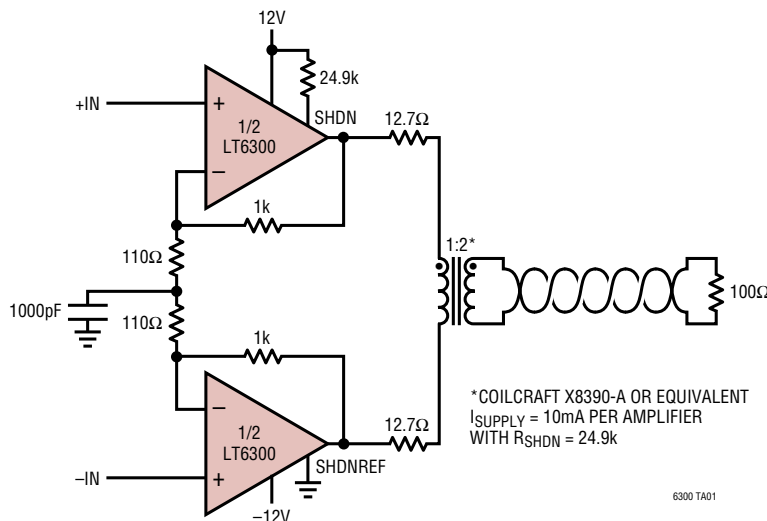 12V
24.9k
+IN
+
SHDN
12.7Ω
1/2
LT6300
–
1k
110Ω
1:2*
1000pF
110Ω
100Ω
1k
–
12.7Ω
1/2
LT6300
SHDNREF
–IN
+
–12V
*COILCRAFT X8390-A OR EQUIVALENT
ISUPPLY = 10mA PER AMPLIFIER
WITH RSHDN = 24.9k
6300 TA01